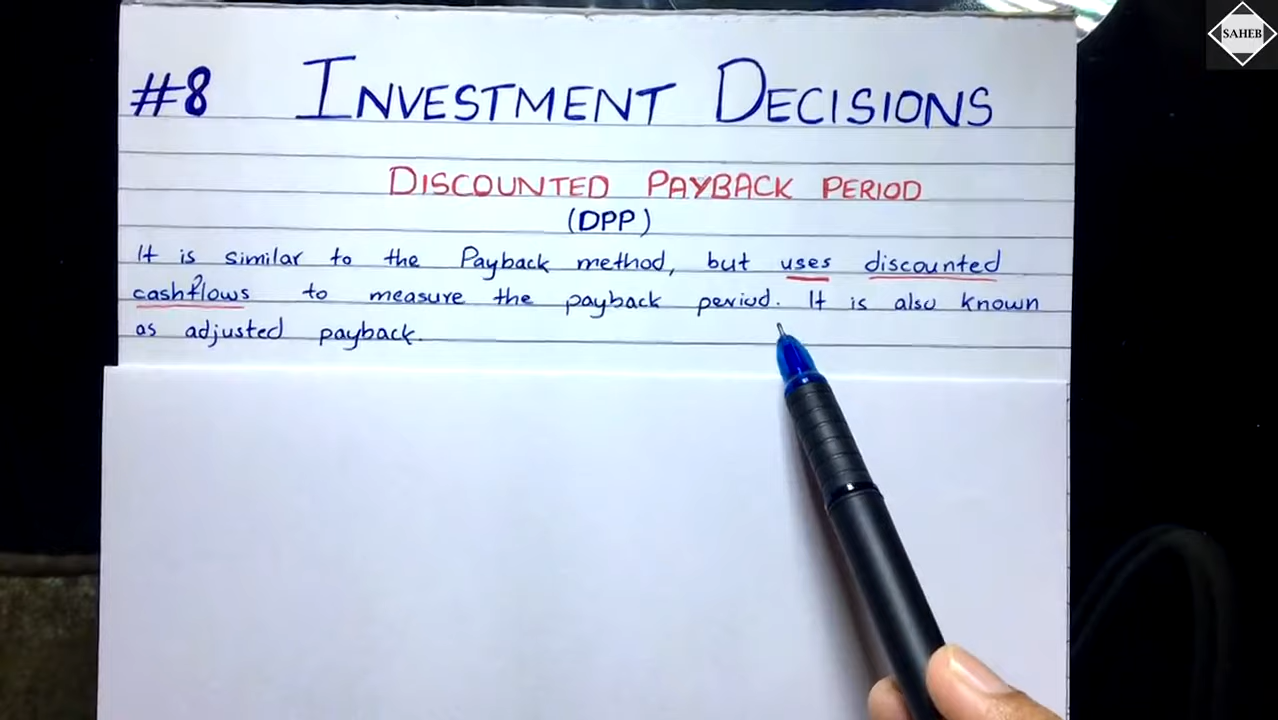 SAHEB
#8 INVESTMENT DECISIONS
DISCOUNTED PAYBACK PERIOD
(DPP)
It is similar to the Payback method, but uses discounted
cashflows to measure the payback period. It is also known
as adjusted payback.